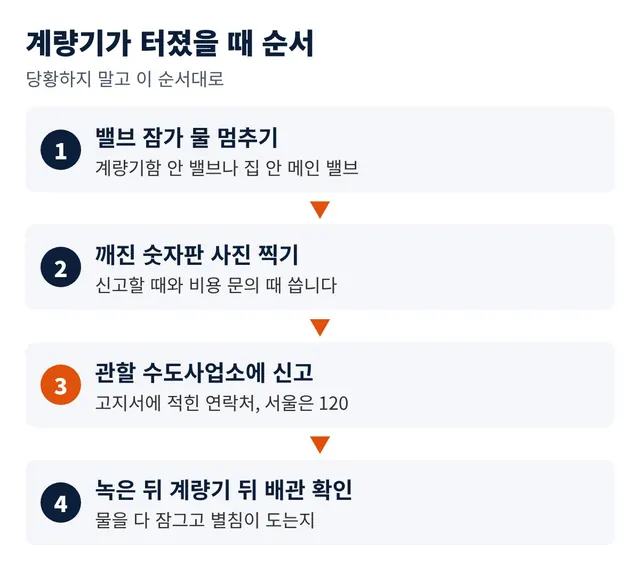 계량기가 터졌을 때 순서
당황하지 말고 이 순서대로
1
밸브 잠가 물 멈추기
계량기함 안 밸브나 집 안 메인 밸브
2
깨진 숫자판 사진 찍기
신고할 때와 비용 문의 때 씁니다
3
관할 수도사업소에 신고
고지서에 적힌 연락처, 서울은 120
4
녹은 뒤 계량기 뒤 배관 확인
물을 다 잠그고 별침이 도는지